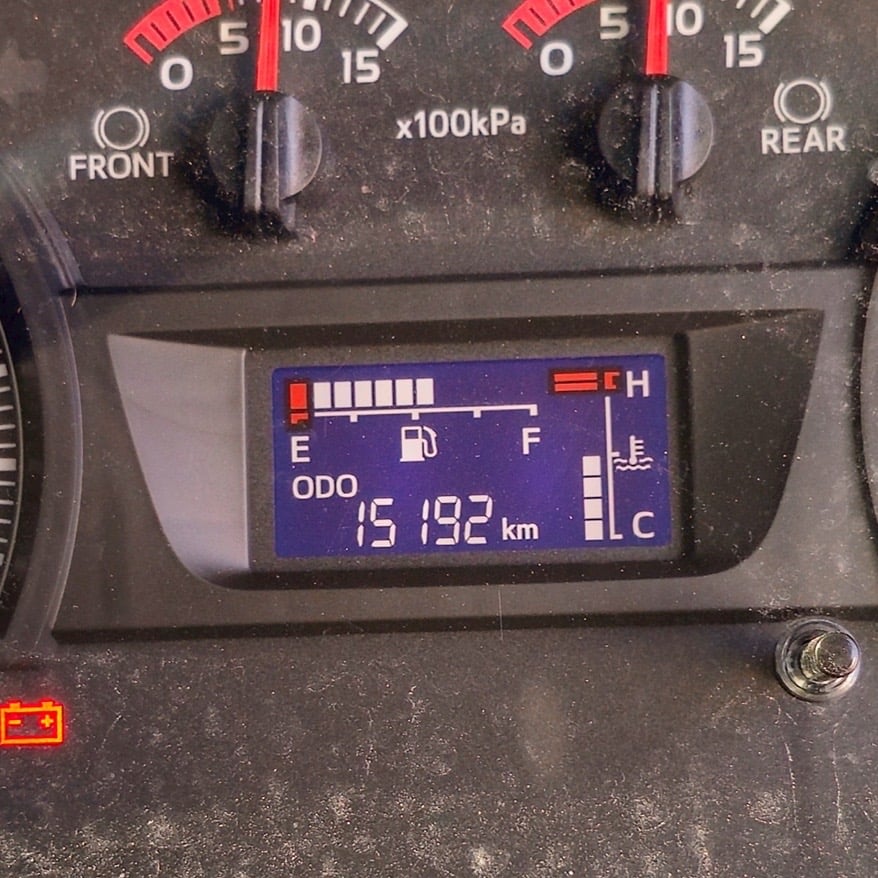 0 5 10 15
0 5 10 15
FRONT
x100kPa
REAR
H
E F
ODO
15192 km
C
- +